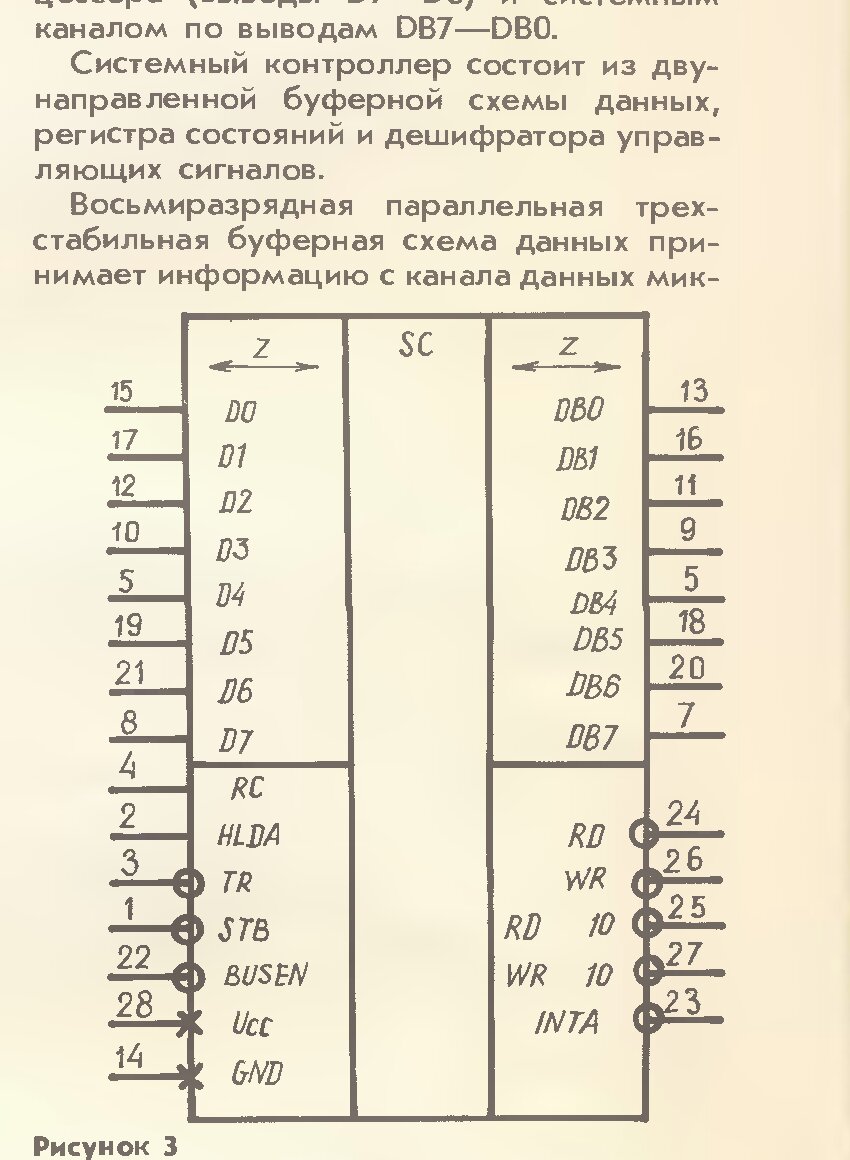 каналом по выводам DB7—DB0.
Системный контроллер состоит из дву-
направленной буферной схемы данных,
регистра состояний и дешифратора управ-
ляющих сигналов.
Восьмиразрядная параллельная трех-
стабильная буферная схема данных при-
нимает информацию с канала данных мик-
Z SC Z
15 D0 DB0 13
17 D1 DB1 16
12 D2 DB2 11
10 D3 DB3 9
5 D4 DB4 5
19 D5 DB5 18
21 D6 DB6 20
8 D7 DB7 7
4 RC
2 HLDA RD 24
3 TR WR 26
1 STB RD 10 25
22 BUSEN WR 10 27
28 Ucc INTA 23
14 GND
Рисунок 3